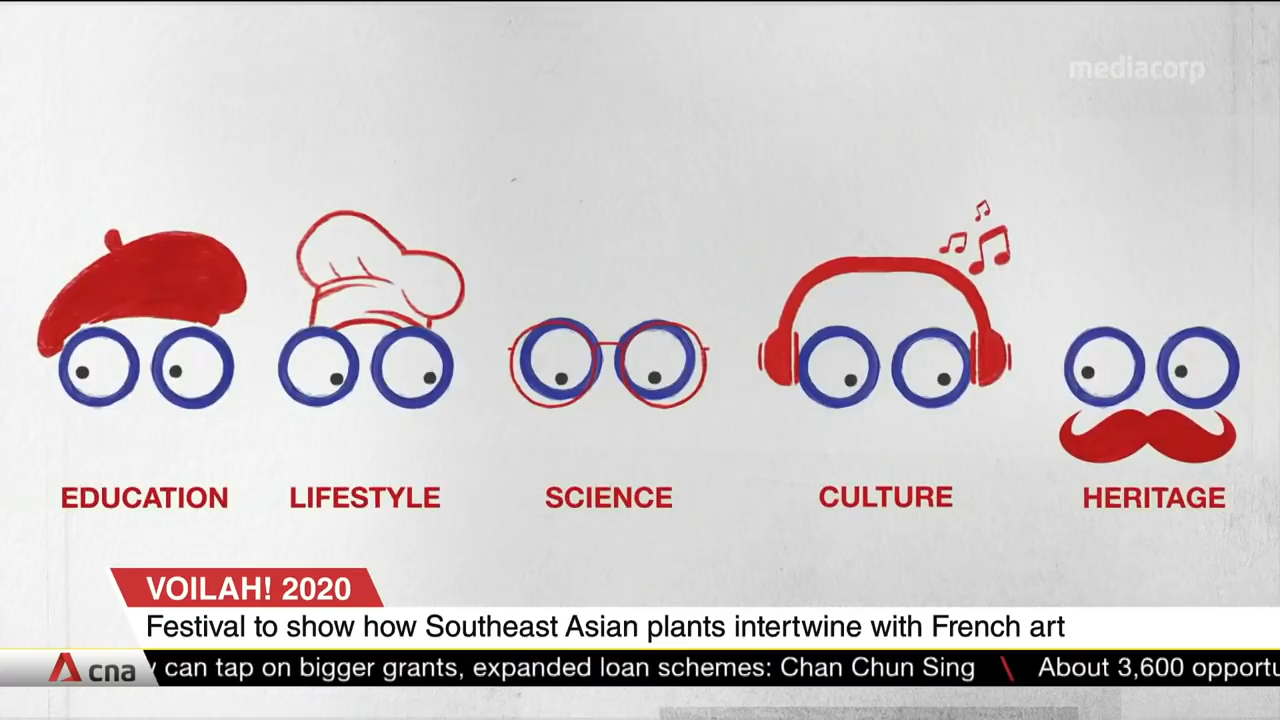 mediacorp
EDUCATION LIFESTYLE SCIENCE CULTURE HERITAGE
VOILAH! 2020
Festival to show how Southeast Asian plants intertwine with French art
cna can tap on bigger grants, expanded loan schemes: Chan Chun Sing \ About 3,600